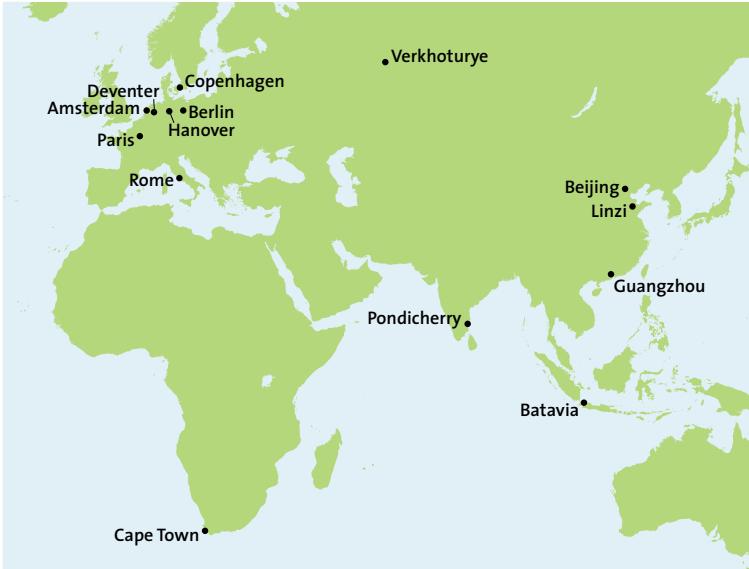 Verkhoturye
Copenhagen
Deventer
Amsterdam
Berlin
Hanover
Paris
Rome
Beijing
Linzi
Guangzhou
Pondicherry
Batavia
Cape Town